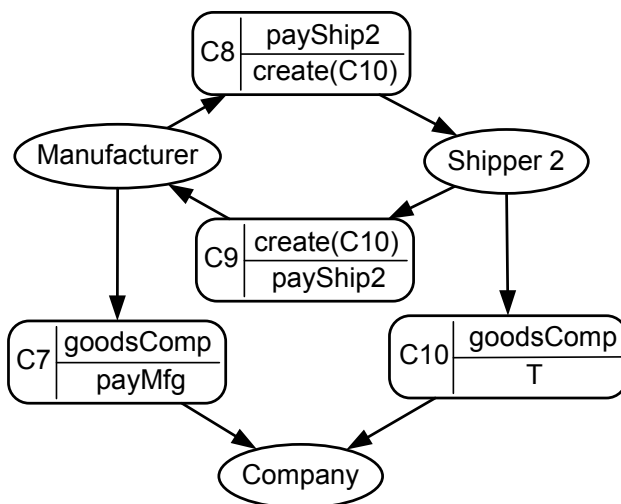 C8
payShip2
create(C10)
Manufacturer
Shipper 2
C9
create(C10)
payShip2
C7
goodsComp
payMfg
C10
goodsComp
T
Company